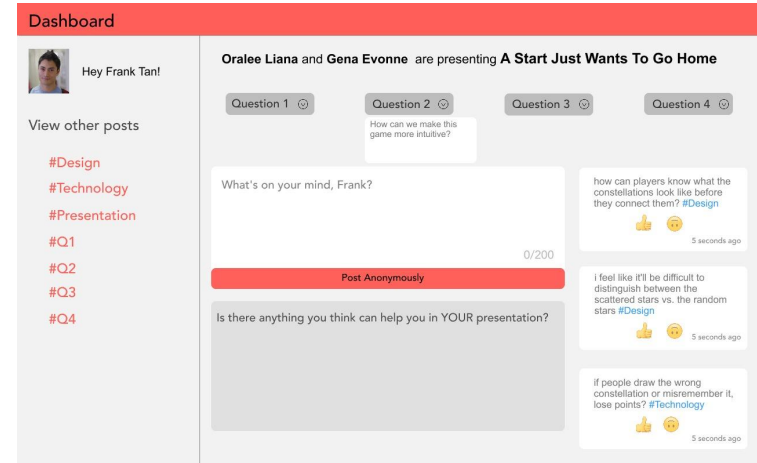 Dashboard
Hey Frank Tan!
View other posts
#Design
#Technology
#Presentation
#Q1
#Q2
#Q3
#Q4
Oralee Liana and Gena Evonne are presenting A Start Just Wants To Go Home
Question 1
Question 2
Question 3
Question 4
How can we make this
game more intuitive?
What's on your mind, Frank?
0/200
Post Anonymously
Is there anything you think can help you in YOUR presentation?
how can players know what the
constellations look like before
they connect them? #Design
5 seconds ago
i feel like it'll be difficult to
distinguish between the
scattered stars vs. the random
stars #Design
5 seconds ago
if people draw the wrong
constellation or misremember it,
lose points? #Technology
5 seconds ago